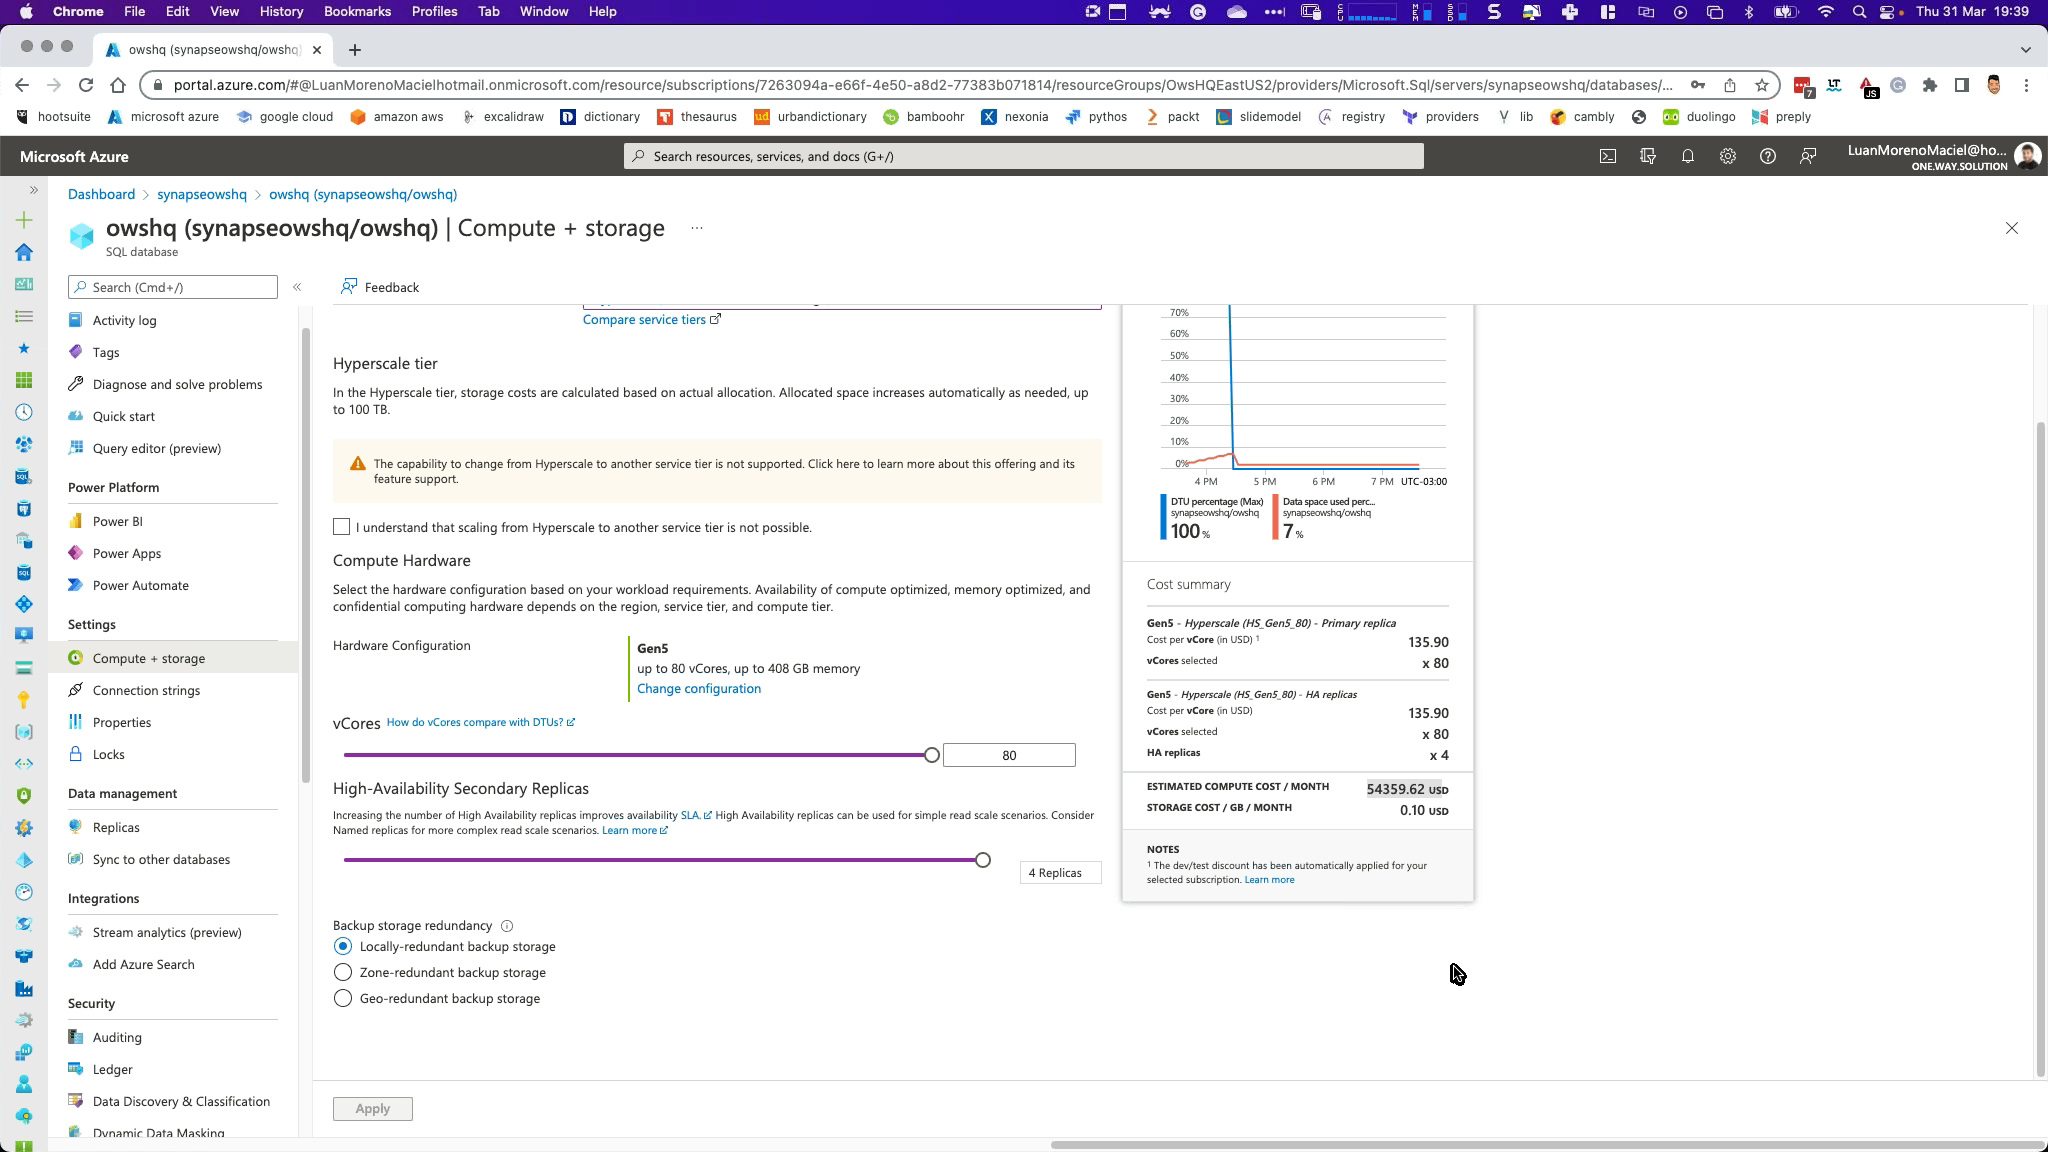 Chrome File Edit View History Bookmarks Profiles Tab Window Help
Thu 31 Mar 19:39
owshq (synapseowshq/owshq)
portal.azure.com/#@LuanMorenoMacielhotmail.onmicrosoft.com/resource/subscriptions/7263094a-e66f-4e50-a8d2-77383b071814/resourceGroups/OwsHQEastUS2/providers/Microsoft.Sql/servers/synapseowshq/databases/...
hootsuite microsoft azure google cloud amazon aws excalidraw dictionary thesaurus urbandictionary bamboohr nexonia pythos packt slidemodel registry providers lib cambly duolingo preply
Microsoft Azure
Search resources, services, and docs (G+/)
LuanMorenoMaciel@ho...
ONE.WAY.SOLUTION
Dashboard > synapseowshq > owshq (synapseowshq/owshq)
owshq (synapseowshq/owshq) | Compute + storage ...
SQL database
Search (Cmd+/)
Activity log
Tags
Diagnose and solve problems
Quick start
Query editor (preview)
Power Platform
Power BI
Power Apps
Power Automate
Settings
Compute + storage
Connection strings
Properties
Locks
Data management
Replicas
Sync to other databases
Integrations
Stream analytics (preview)
Add Azure Search
Security
Auditing
Ledger
Data Discovery & Classification
Dynamic Data Masking
Feedback
Compare service tiers
Hyperscale tier
In the Hyperscale tier, storage costs are calculated based on actual allocation. Allocated space increases automatically as needed, up
to 100 TB.
The capability to change from Hyperscale to another service tier is not supported. Click here to learn more about this offering and its
feature support.
I understand that scaling from Hyperscale to another service tier is not possible.
Compute Hardware
Select the hardware configuration based on your workload requirements. Availability of compute optimized, memory optimized, and
confidential computing hardware depends on the region, service tier, and compute tier.
Hardware Configuration
Gen5
up to 80 vCores, up to 408 GB memory
Change configuration
vCores How do vCores compare with DTUs?
80
High-Availability Secondary Replicas
Increasing the number of High Availability replicas improves availability SLA. High Availability replicas can be used for simple read scale scenarios. Consider
Named replicas for more complex read scale scenarios. Learn more
4 Replicas
Backup storage redundancy
Locally-redundant backup storage
Zone-redundant backup storage
Geo-redundant backup storage
Apply
70%
60%
50%
40%
30%
20%
10%
0%
4 PM 5 PM 6 PM 7 PM UTC-03:00
DTU percentage (Max)
synapseowshq/owshq
100 %
Data space used perc...
synapseowshq/owshq
7 %
Cost summary
Gen5 - Hyperscale (HS_Gen5_80) - Primary replica
Cost per vCore (in USD) 1 135.90
vCores selected x 80
Gen5 - Hyperscale (HS_Gen5_80) - HA replicas
Cost per vCore (in USD) 135.90
vCores selected x 80
HA replicas x 4
ESTIMATED COMPUTE COST / MONTH 54359.62 USD
STORAGE COST / GB / MONTH 0.10 USD
NOTES
1 The dev/test discount has been automatically applied for your
selected subscription. Learn more